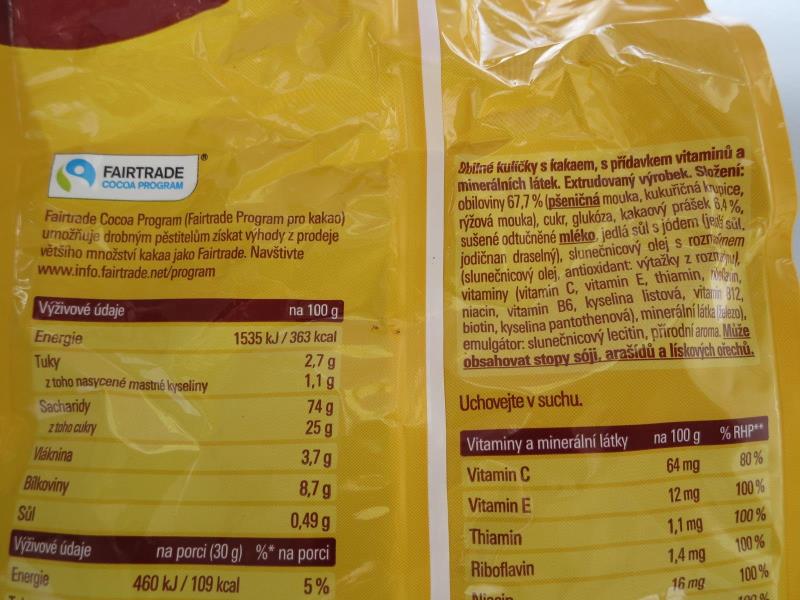 FAIRTRADE ®
COCOA PROGRAM
Fairtrade Cocoa Program (Fairtrade Program pro kakao)
umožňuje drobným pěstitelům získat výhody z prodeje
většího množství kakaa jako Fairtrade. Navštivte
www.info.fairtrade.net/program
Výživové údaje na 100 g
Energie 1535 kJ / 363 kcal
Tuky 2,7 g
z toho nasycené mastné kyseliny 1,1 g
Sacharidy 74 g
z toho cukry 25 g
Vláknina 3,7 g
Bílkoviny 8,7 g
Sůl 0,49 g
Výživové údaje na porci (30 g) %* na porci
Energie 460 kJ / 109 kcal 5 %
Obilné kuličky s kakaem, s přídavkem vitaminů a
minerálních látek. Extrudovaný výrobek. Složení:
obiloviny 67,7 % (pšeničná mouka, kukuřičná krupice,
rýžová mouka), cukr, glukóza, kakaový prášek 6,4 %,
sušené odtučněné mléko, jedlá sůl s jódem (jedlá sůl,
jodičnan draselný), slunečnicový olej s rozmarýnem
(slunečnicový olej, antioxidant: výtažky z rozmarýnu),
vitaminy (vitamin C, vitamin E, thiamin, riboflavin,
niacin, vitamin B6, kyselina listová, vitamin B12,
biotin, kyselina pantothenová), minerální látka (železo),
emulgátor: slunečnicový lecitin, přírodní aroma. Může
obsahovat stopy sóji, arašídů a lískových ořechů.
Uchovejte v suchu.
Vitaminy a minerální látky na 100 g % RHP**
Vitamin C 64 mg 80 %
Vitamin E 12 mg 100 %
Thiamin 1,1 mg 100 %
Riboflavin 1,4 mg 100 %
Niacin 16 mg 100 %